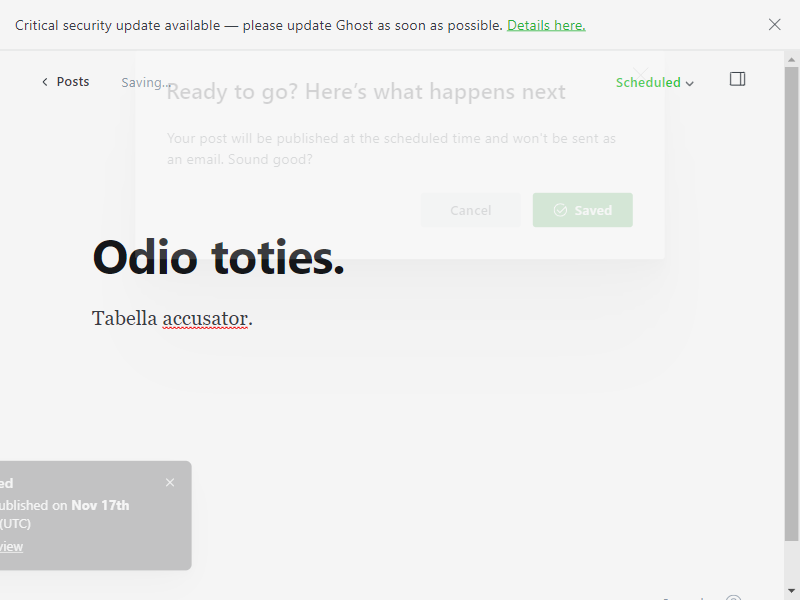 Critical security update available — please update Ghost as soon as possible. Details here.
Posts
Saving...
Scheduled
Ready to go? Here's what happens next
Your post will be published at the scheduled time and won't be sent as
an email. Sound good?
Cancel
Saved
Odio toties.
Tabella accusator.
ed
ublished on Nov 17th
(UTC)
view